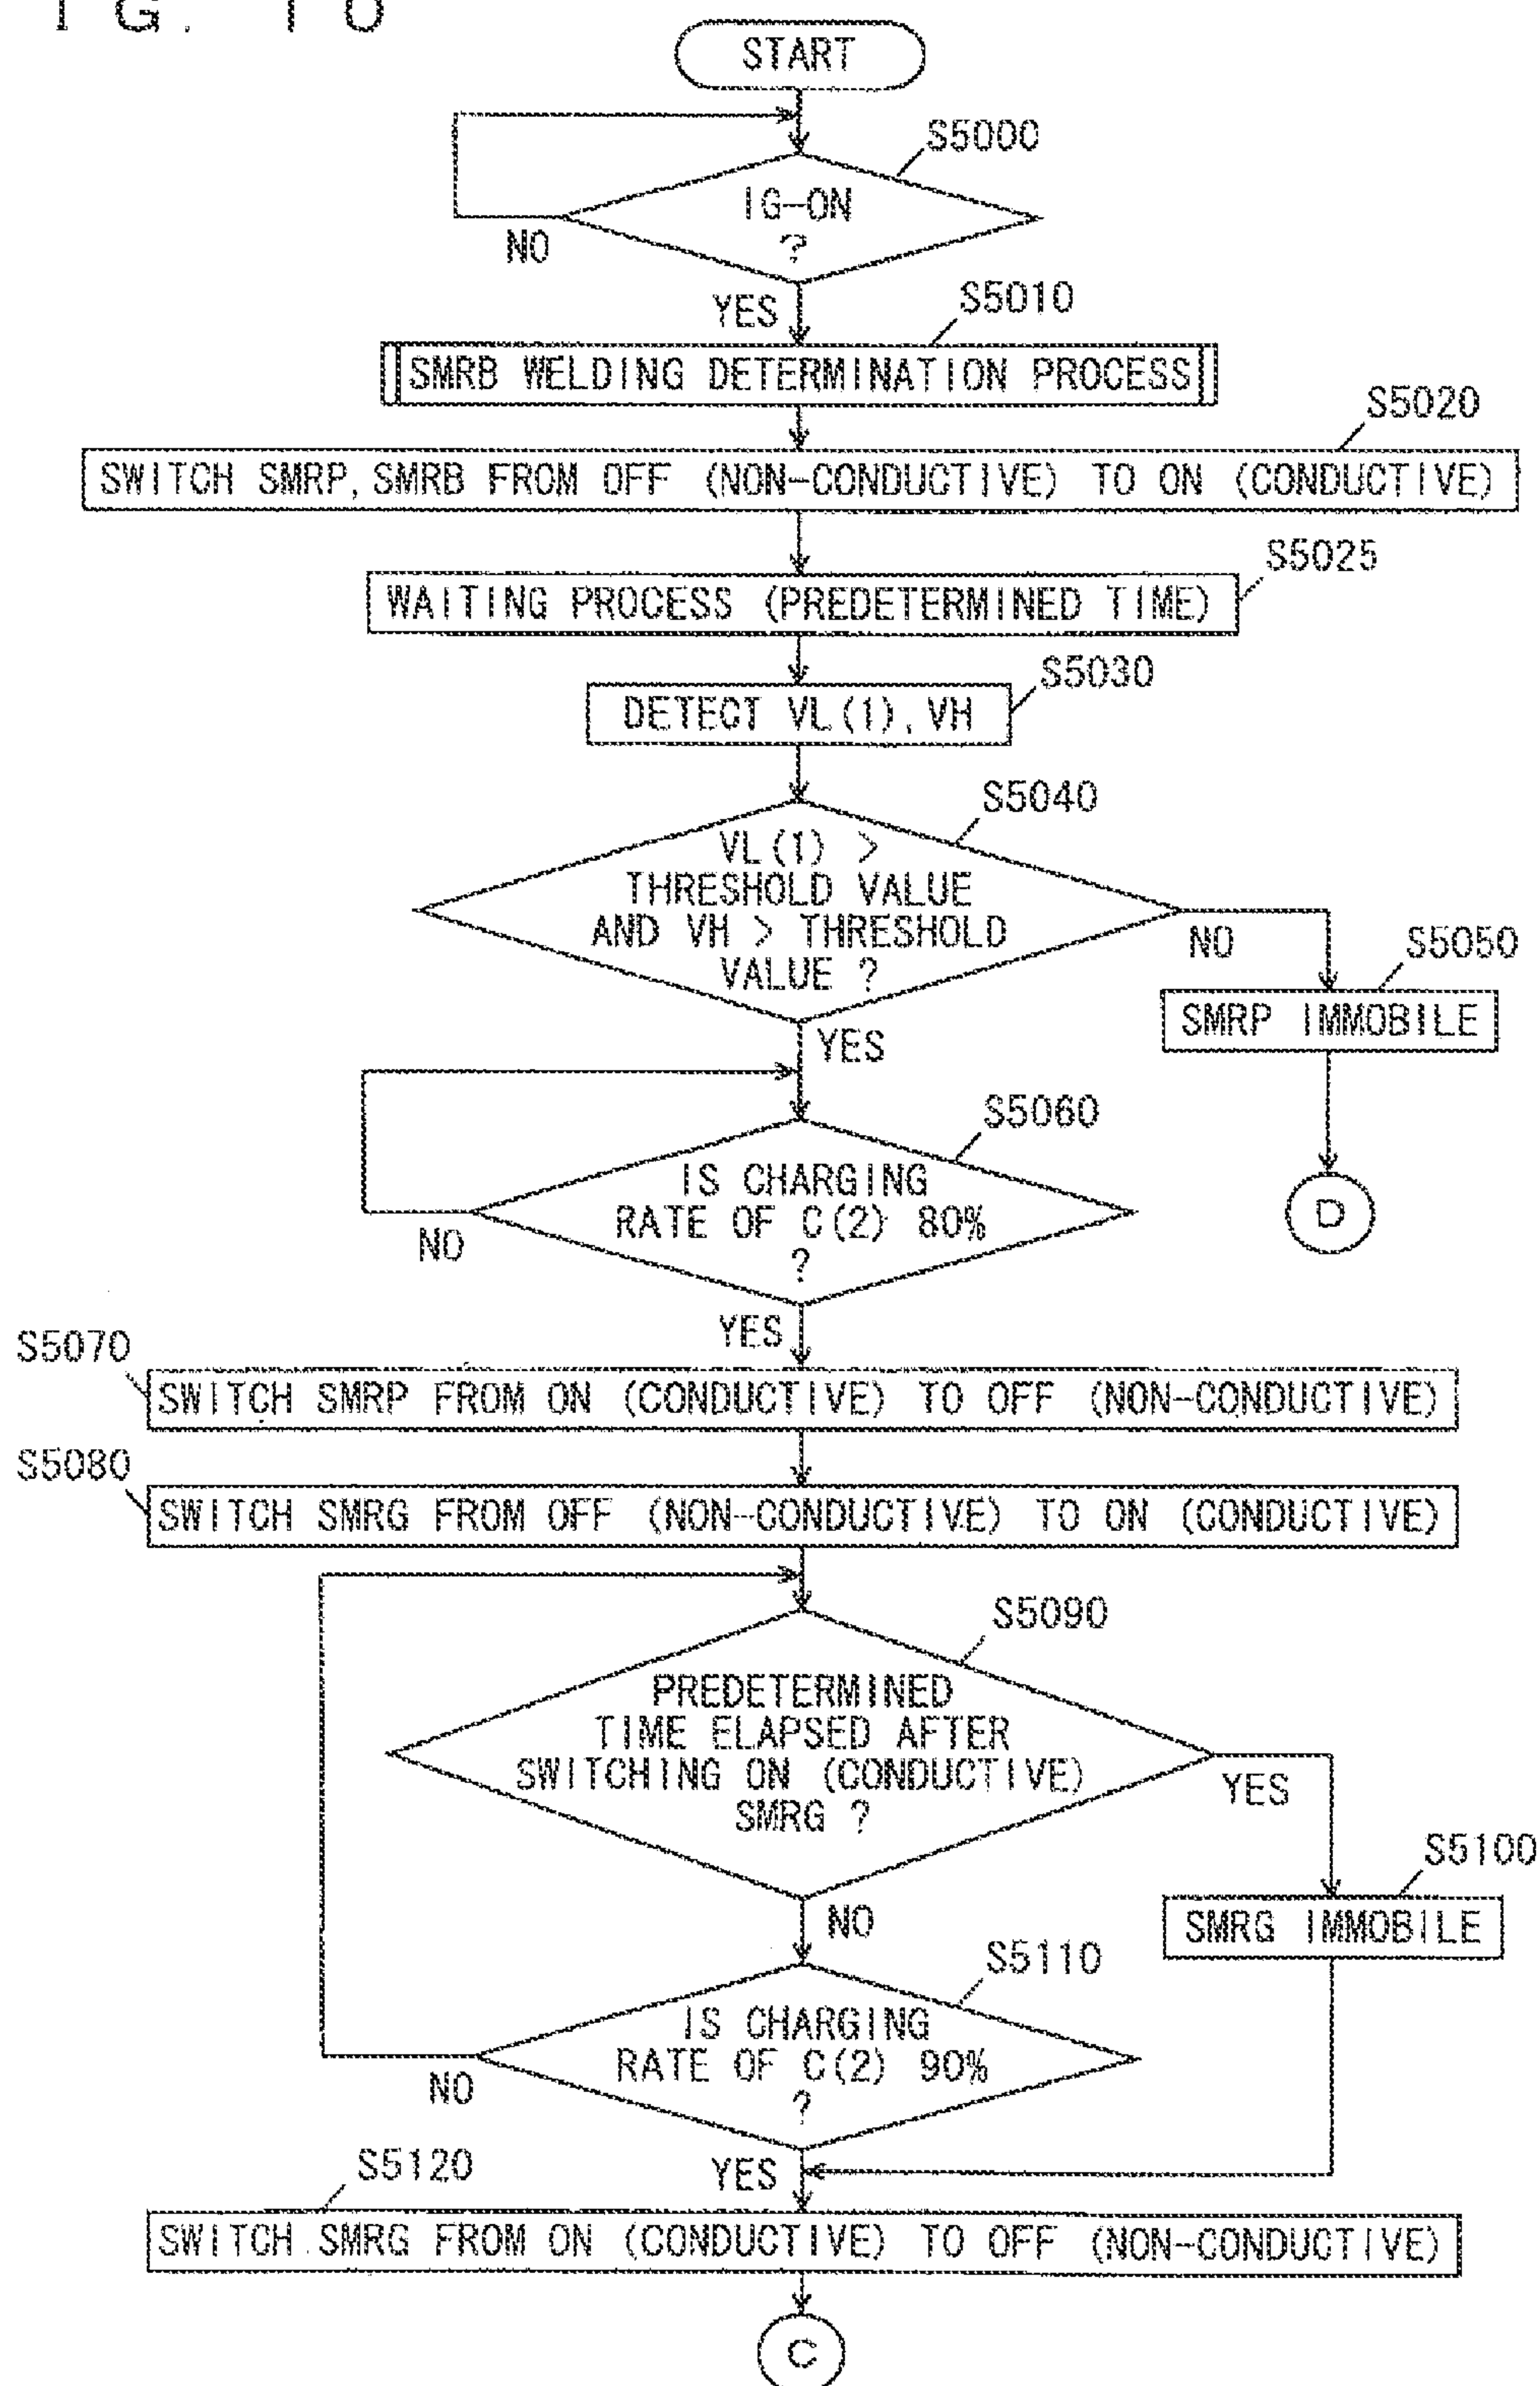 IG. 10
START
S5000
IG-ON
?
NO
YES
S5010
SMRB WELDING DETERMINATION PROCESS
S5020
SWITCH SMRP, SMRB FROM OFF (NON-CONDUCTIVE) TO ON (CONDUCTIVE)
S5025
WAITING PROCESS (PREDETERMINED TIME)
S5030
DETECT VL(1), VH
S5040
VL(1) >
THRESHOLD VALUE
AND VH > THRESHOLD
VALUE ?
NO
S5050
SMRP IMMOBILE
YES
S5060
IS CHARGING
RATE OF C(2) 80%
?
D
NO
YES
S5070
SWITCH SMRP FROM ON (CONDUCTIVE) TO OFF (NON-CONDUCTIVE)
S5080
SWITCH SMRG FROM OFF (NON-CONDUCTIVE) TO ON (CONDUCTIVE)
S5090
PREDETERMINED
TIME ELAPSED AFTER
SWITCHING ON (CONDUCTIVE)
SMRG ?
YES
S5100
SMRG IMMOBILE
NO
S5110
IS CHARGING
RATE OF C(2) 90%
?
NO
YES
S5120
SWITCH SMRG FROM ON (CONDUCTIVE) TO OFF (NON-CONDUCTIVE)
C